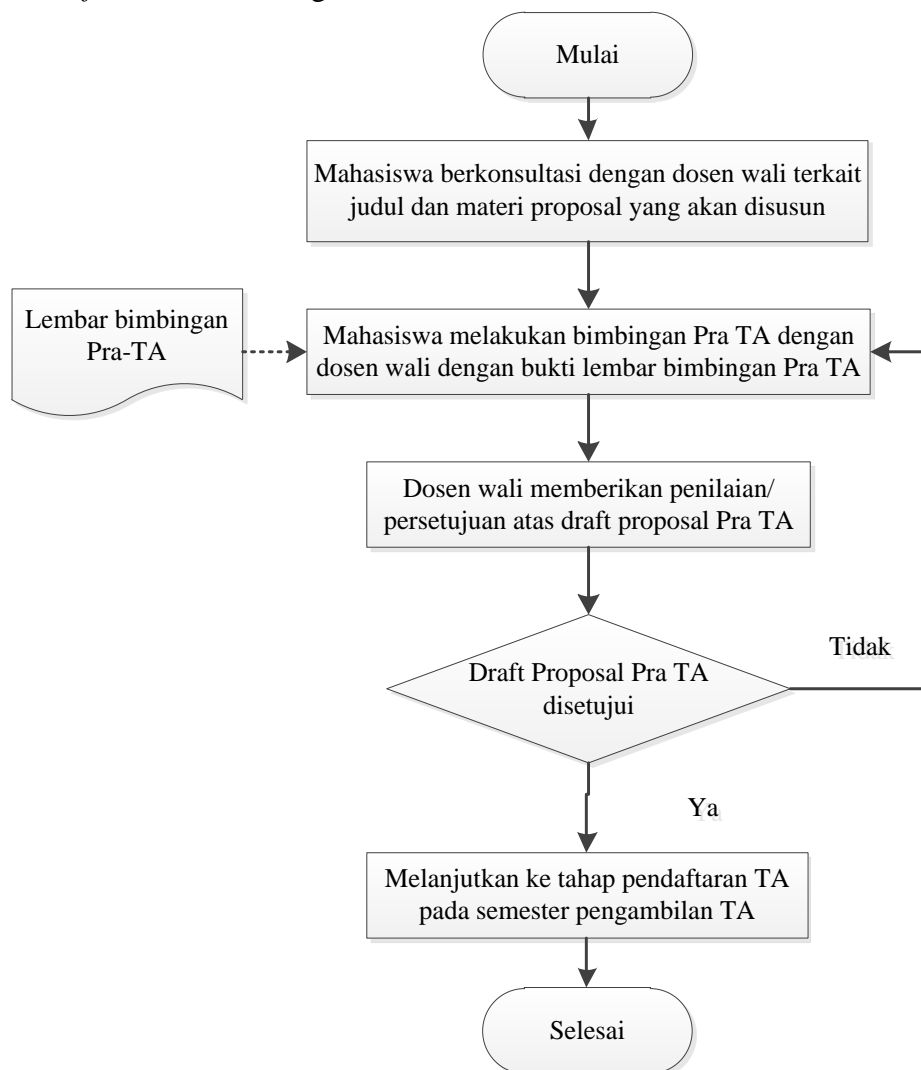 Mulai
Mahasiswa berkonsultasi dengan dosen wali terkait
judul dan materi proposal yang akan disusun
Lembar bimbingan
Pra-TA
Mahasiswa melakukan bimbingan Pra TA dengan
dosen wali dengan bukti lembar bimbingan Pra TA
Dosen wali memberikan penilaian/
persetujuan atas draft proposal Pra TA
Draft Proposal Pra TA
disetujui
Tidak
Ya
Melanjutkan ke tahap pendaftaran TA
pada semester pengambilan TA
Selesai